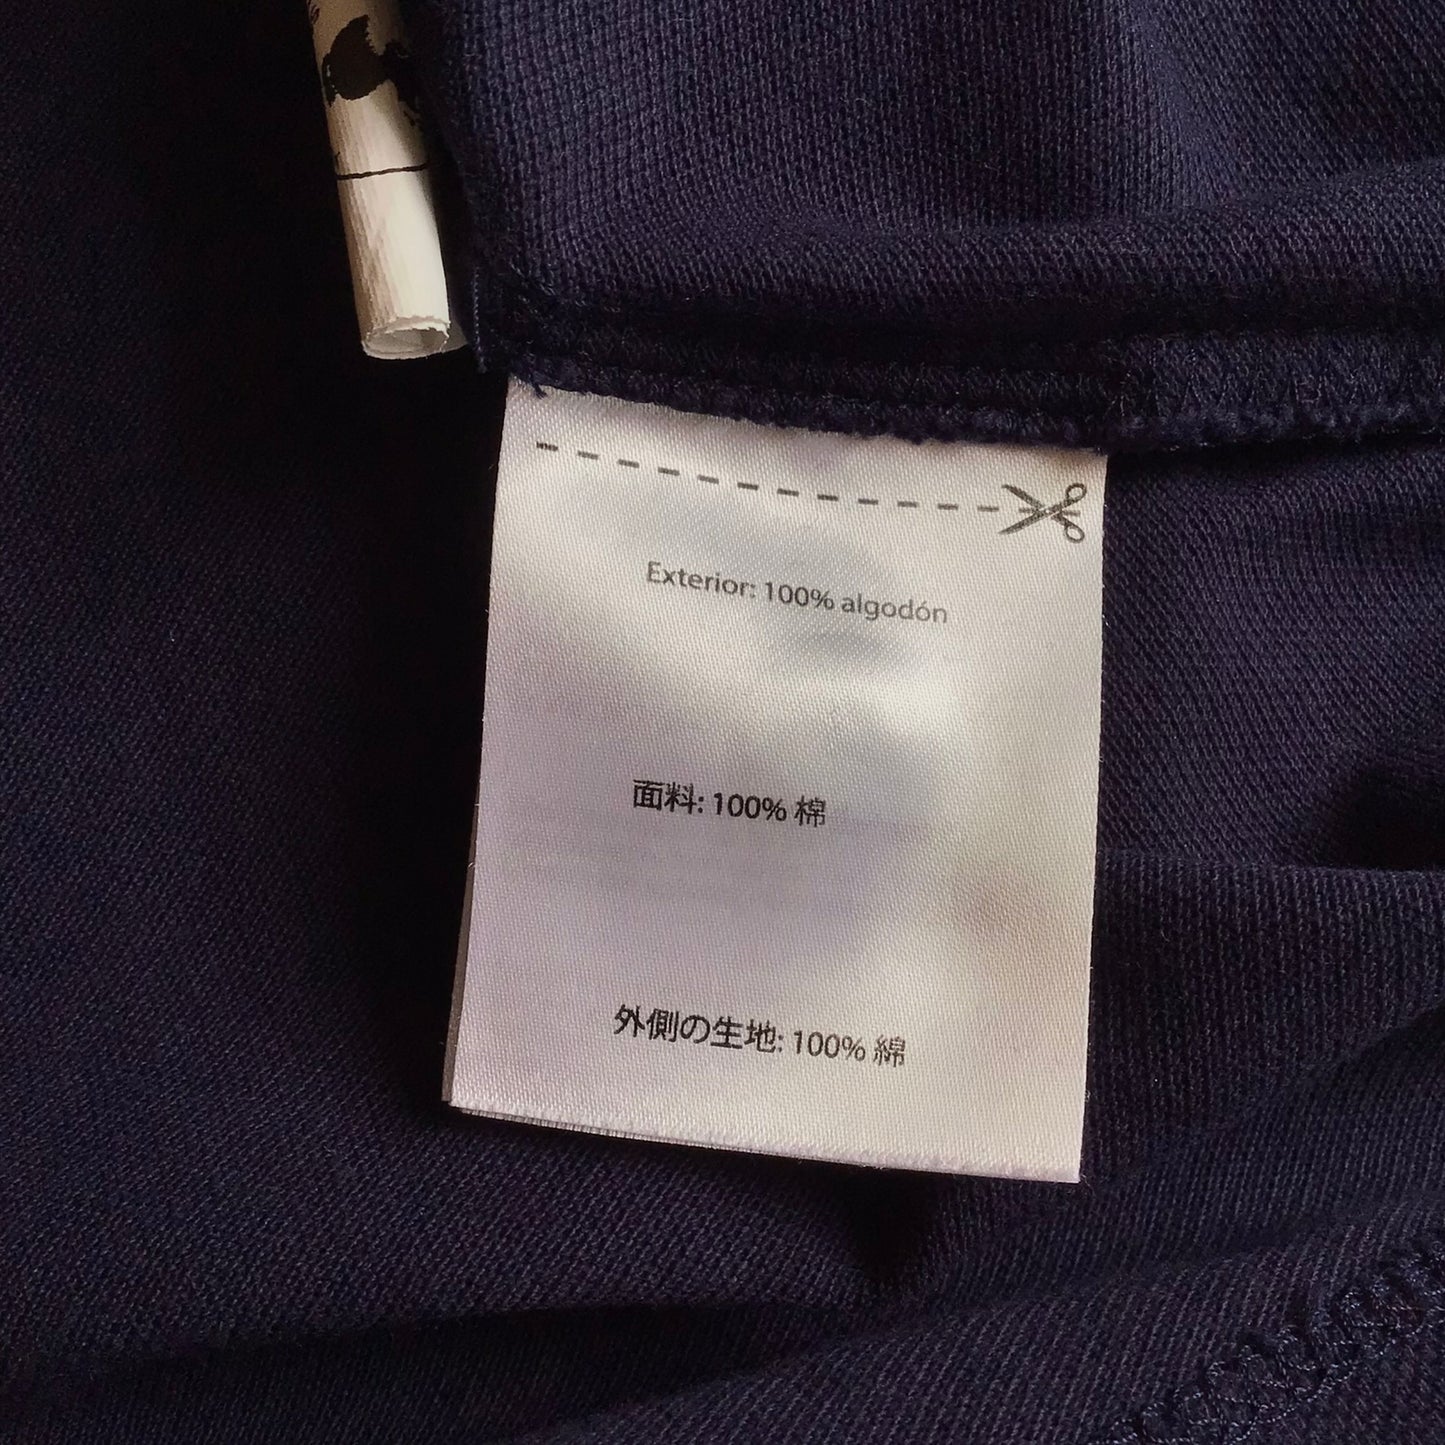 Exterior: 100% algodón
面料: 100% 棉
外側の生地: 100% 綿